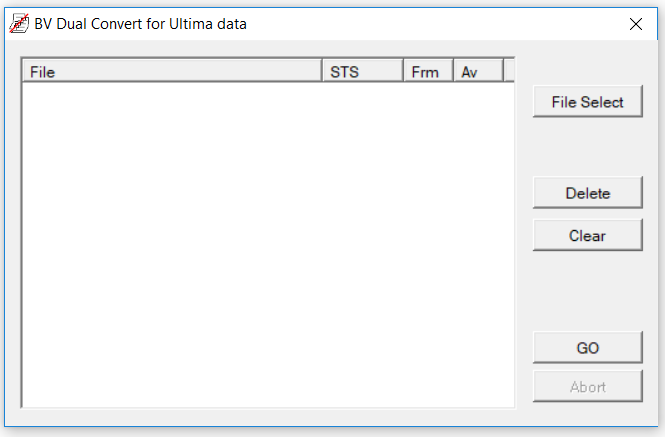 BV Dual Convert for Ultima data
File STS Frm Av
File Select
Delete
Clear
GO
Abort